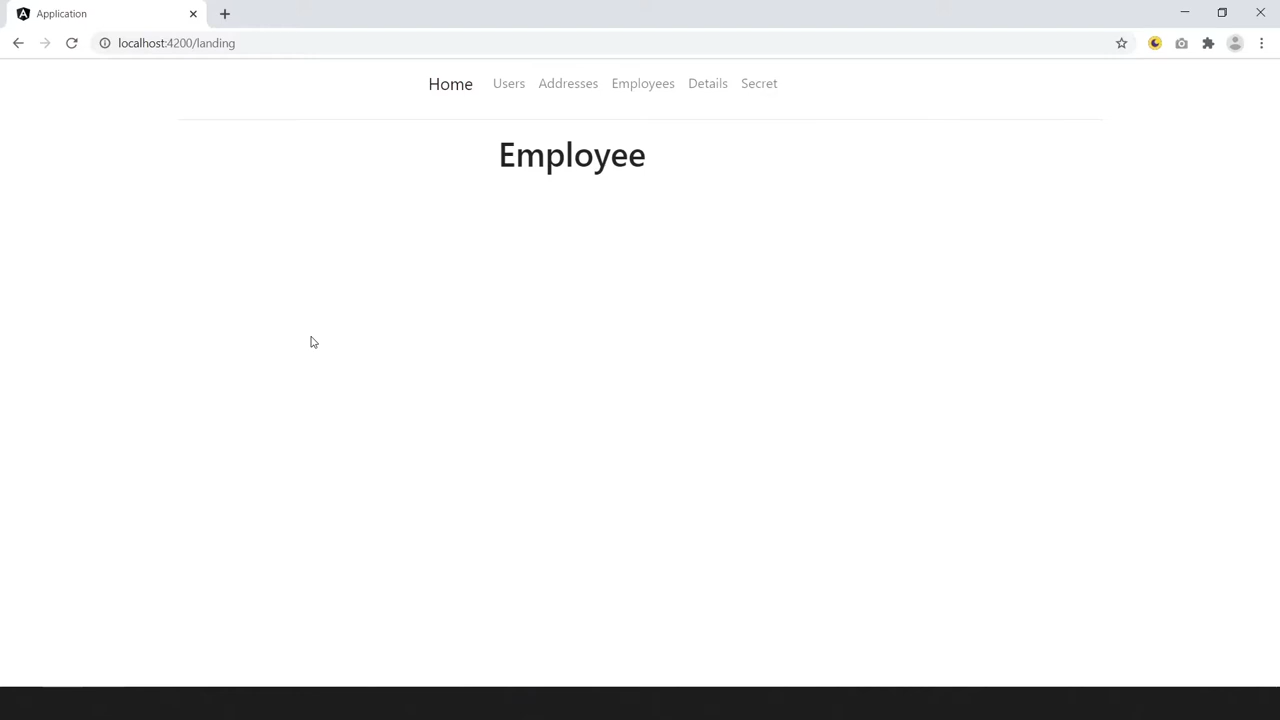 Application
localhost:4200/landing
Home Users Addresses Employees Details Secret
Employee